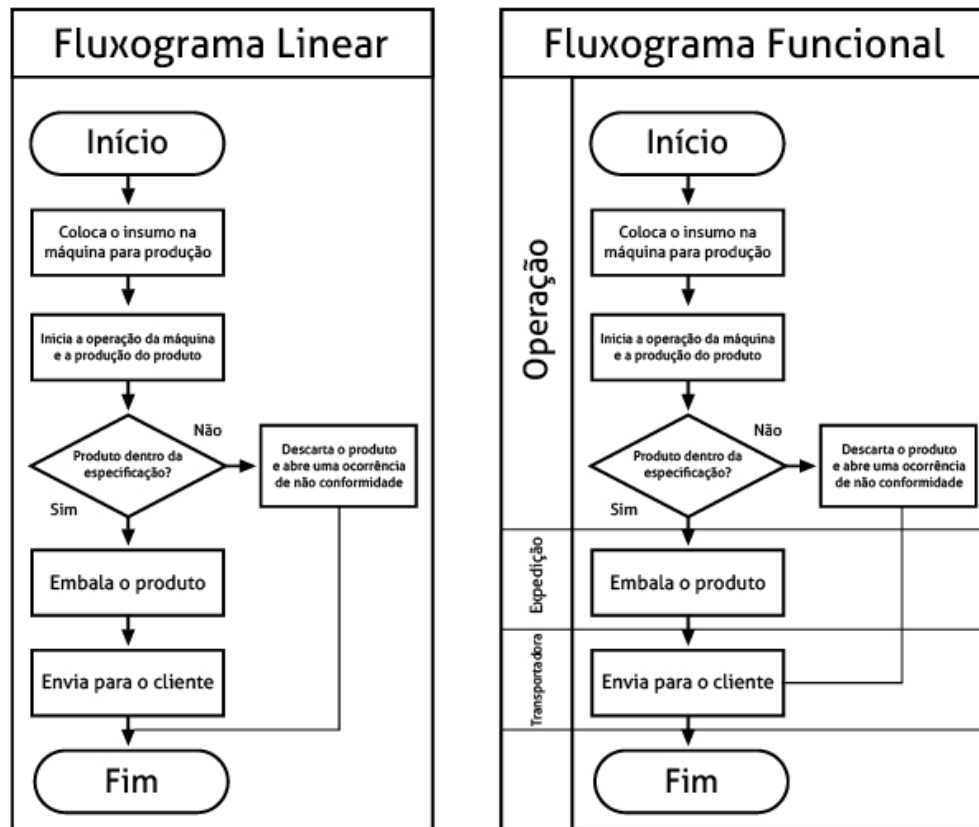 Fluxograma Linear
Início
Coloca o insumo na
máquina para produção
Inicia a operação da máquina
e a produção do produto
Produto dentro da
especificação?
Não
Descarta o produto
e abre uma ocorrência
de não conformidade
Sim
Embala o produto
Envia para o cliente
Fim
Fluxograma Funcional
Operação
Início
Coloca o insumo na
máquina para produção
Inicia a operação da máquina
e a produção do produto
Produto dentro da
especificação?
Não
Descarta o produto
e abre uma ocorrência
de não conformidade
Sim
Expedição
Embala o produto
Transportadora
Envia para o cliente
Fim